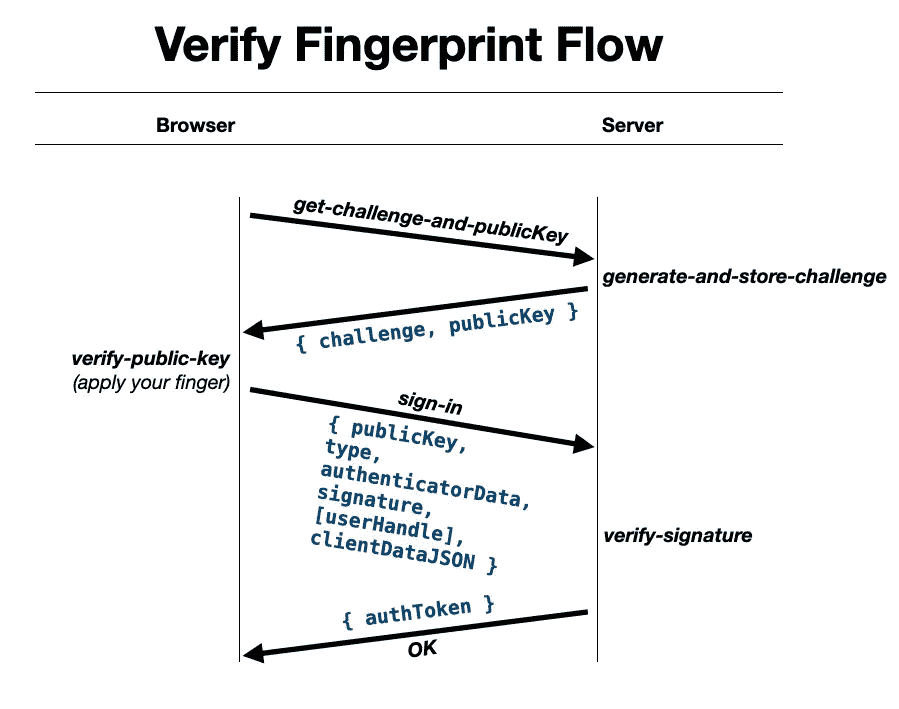 Verify Fingerprint Flow
Browser
Server
get-challenge-and-publicKey
generate-and-store-challenge
{ challenge, publicKey }
verify-public-key
(apply your finger)
sign-in
{ publicKey,
type,
authenticatorData,
signature,
[userHandle],
clientDataJSON }
verify-signature
{ authToken }
OK